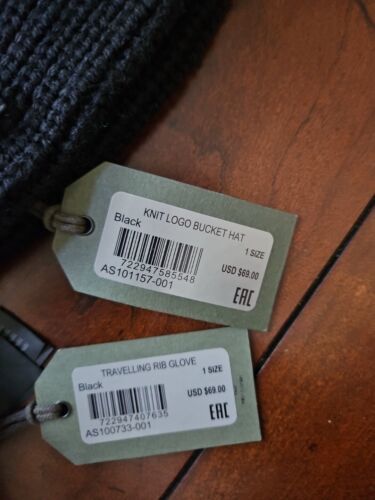 KNIT LOGO BUCKET HAT
Black
1 SIZE
722947585548
USD $69.00
AS101157-001
EAC
TRAVELLING RIB GLOVE
Black
1 SIZE
722947407635
USD $69.00
AS100733-001
EAC